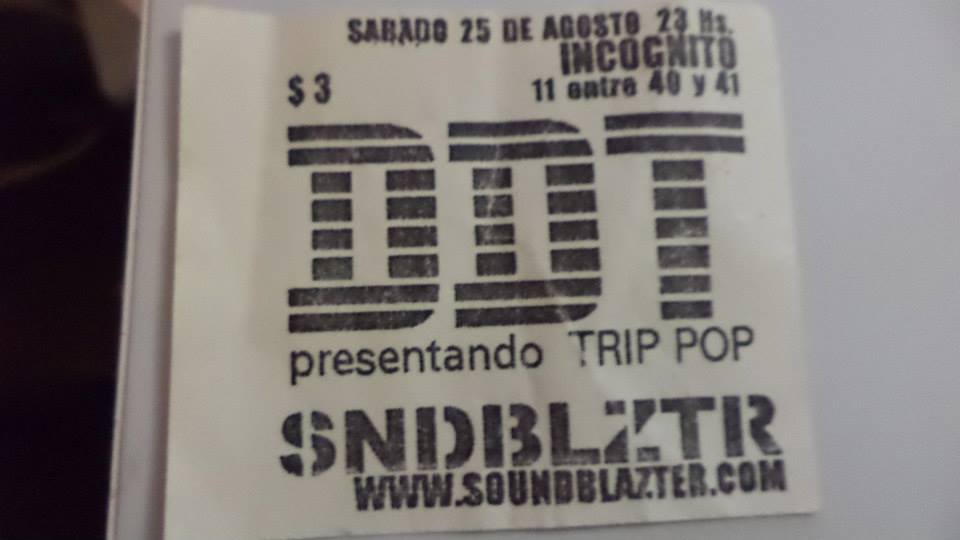 SABADO 25 DE AGOSTO 23 Hs.
INCOGNITO
$ 3
11 entre 40 y 41
DDT
presentando TRIP POP
SNDBLZTR
WWW.SOUNDBLAZTER.COM